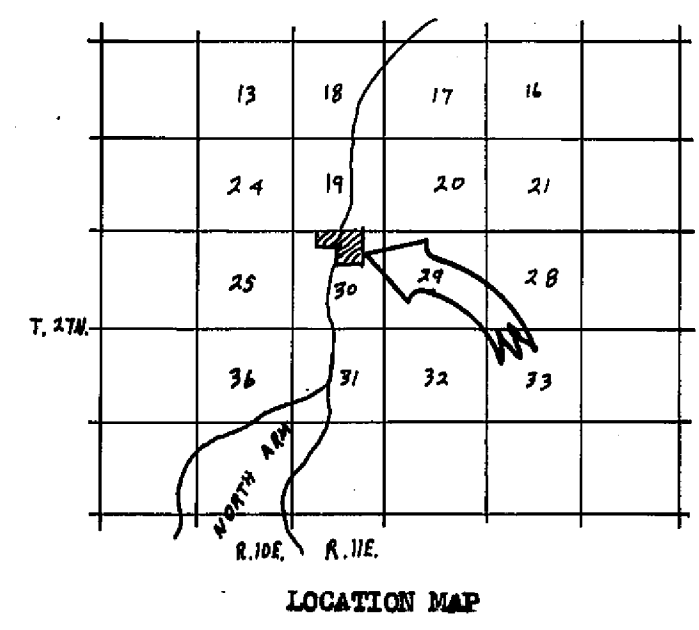 13 18 17 16
24 19 20 21
25 30 29 28
T. 27N.
36 31 32 33
NORTH ARM
R.10E. R.11E.
LOCATION MAP